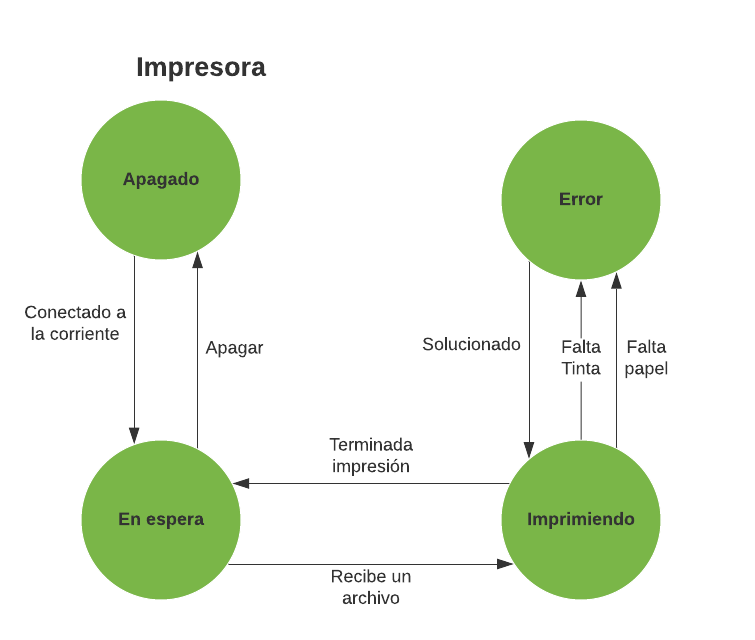 Impresora
Apagado
Error
Conectado a
la corriente
Apagar
Solucionado
Falta
Tinta
Falta
papel
Terminada
impresión
En espera
Imprimiendo
Recibe un
archivo